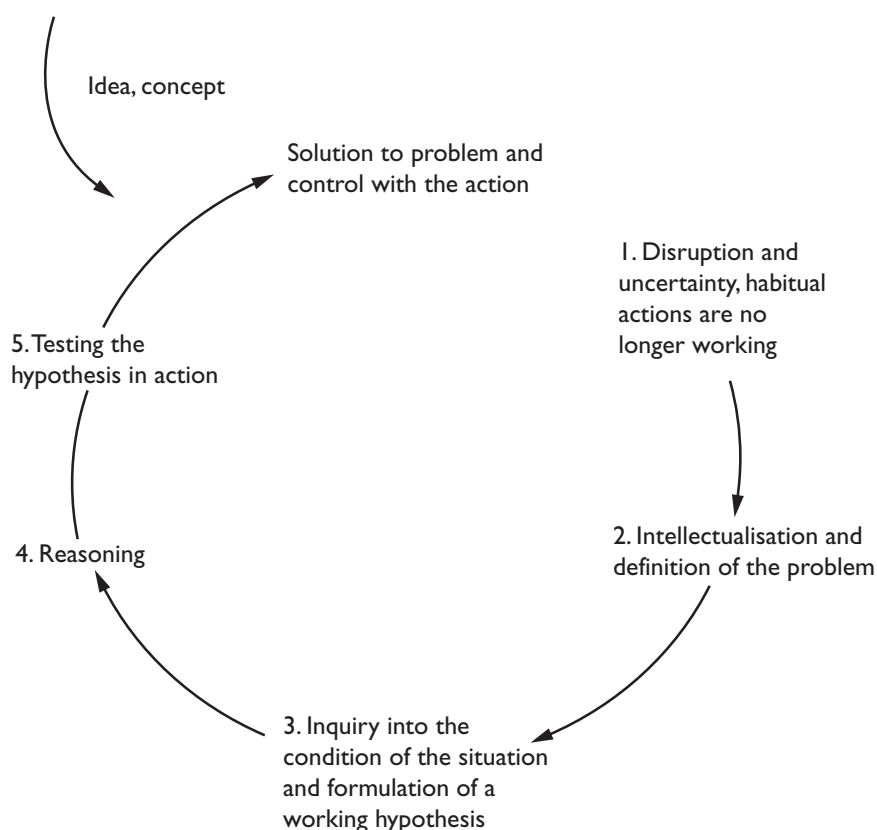 Idea, concept
Solution to problem and
control with the action
1. Disruption and
uncertainty, habitual
actions are no
longer working
2. Intellectualisation and
definition of the problem
3. Inquiry into the
condition of the situation
and formulation of a
working hypothesis
4. Reasoning
5. Testing the
hypothesis in action